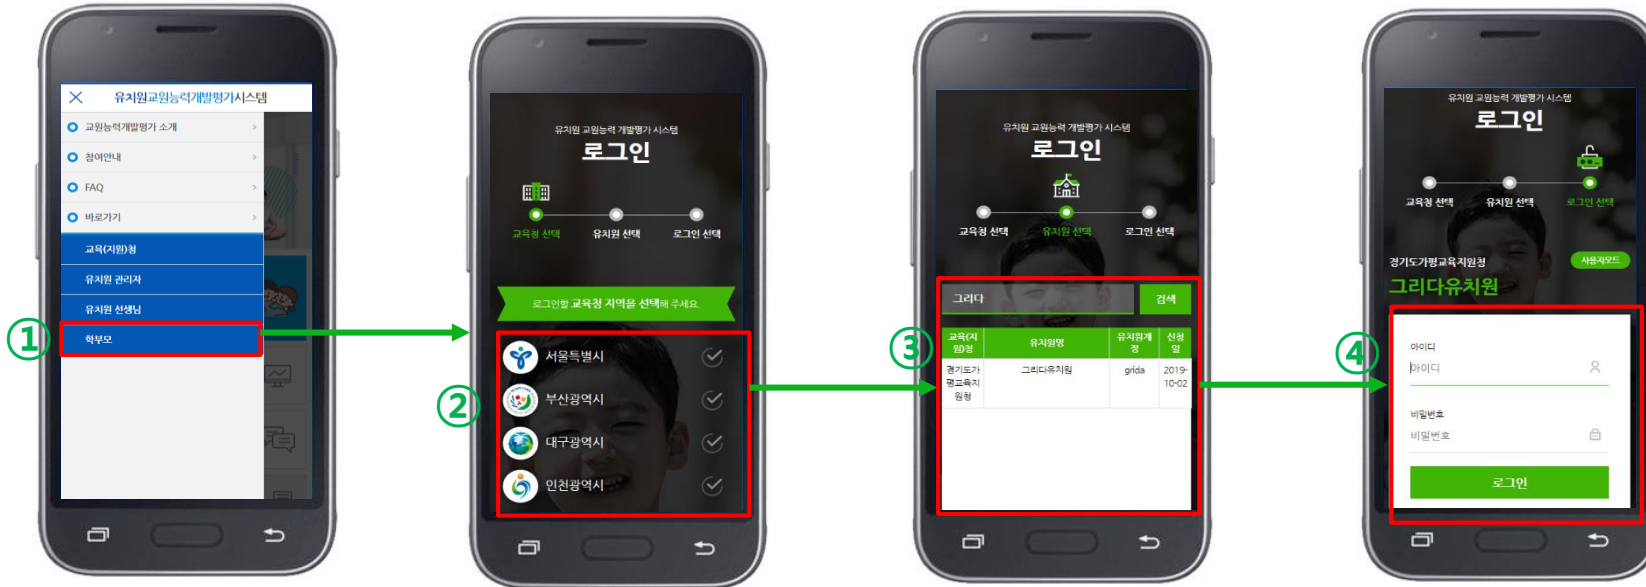 ①
유치원교원능력개발평가시스템
교원능력개발평가 소개
참여안내
FAQ
바로가기
교육(지원)청
유치원 관리자
유치원 선생님
학부모
②
유치원 교원능력 개발평가 시스템
로그인
교육청 선택
유치원 선택
로그인 선택
로그인할 교육청 지역을 선택해 주세요.
서울특별시
부산광역시
대구광역시
인천광역시
③
유치원 교원능력 개발평가 시스템
로그인
교육청 선택
유치원 선택
로그인 선택
그리다
검색
교육(지
원)청
유치원명
유치원계
정
신청
일
경기도가
평교육지
원청
그리다유치원
grida
2019-
10-02
④
유치원 교원능력 개발평가 시스템
로그인
교육청 선택
유치원 선택
로그인 선택
경기도가평교육지원청
사용자모드
그리다유치원
아이디
아이디
비밀번호
비밀번호
로그인